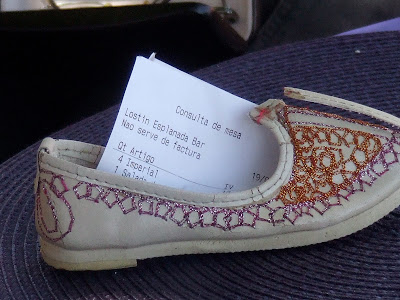 Consulta de mesa
Lostin Esplanada Bar
Nao serve de factura
Qt Artigo
4 Imperial
1 Salada